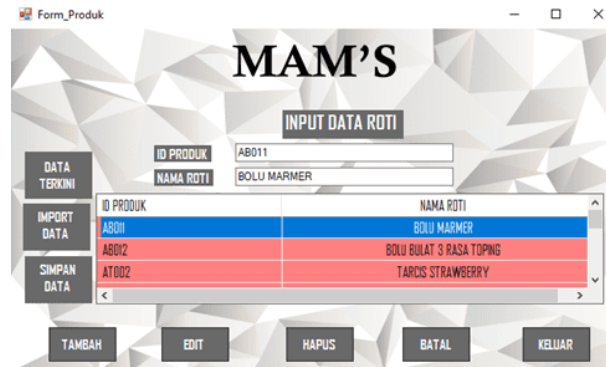 Form_Produk
MAM'S
INPUT DATA ROTI
ID PRODUK AB011
NAMA ROTI BOLU MARMER
DATA TERKINI
IMPORT DATA
SIMPAN DATA
ID PRODUK NAMA ROTI
AB011 BOLU MARMER
AB012 BOLU BULAT 3 RASA TOPING
AT002 TARCIS STRAWBERRY
TAMBAH EDIT HAPUS BATAL KELUAR